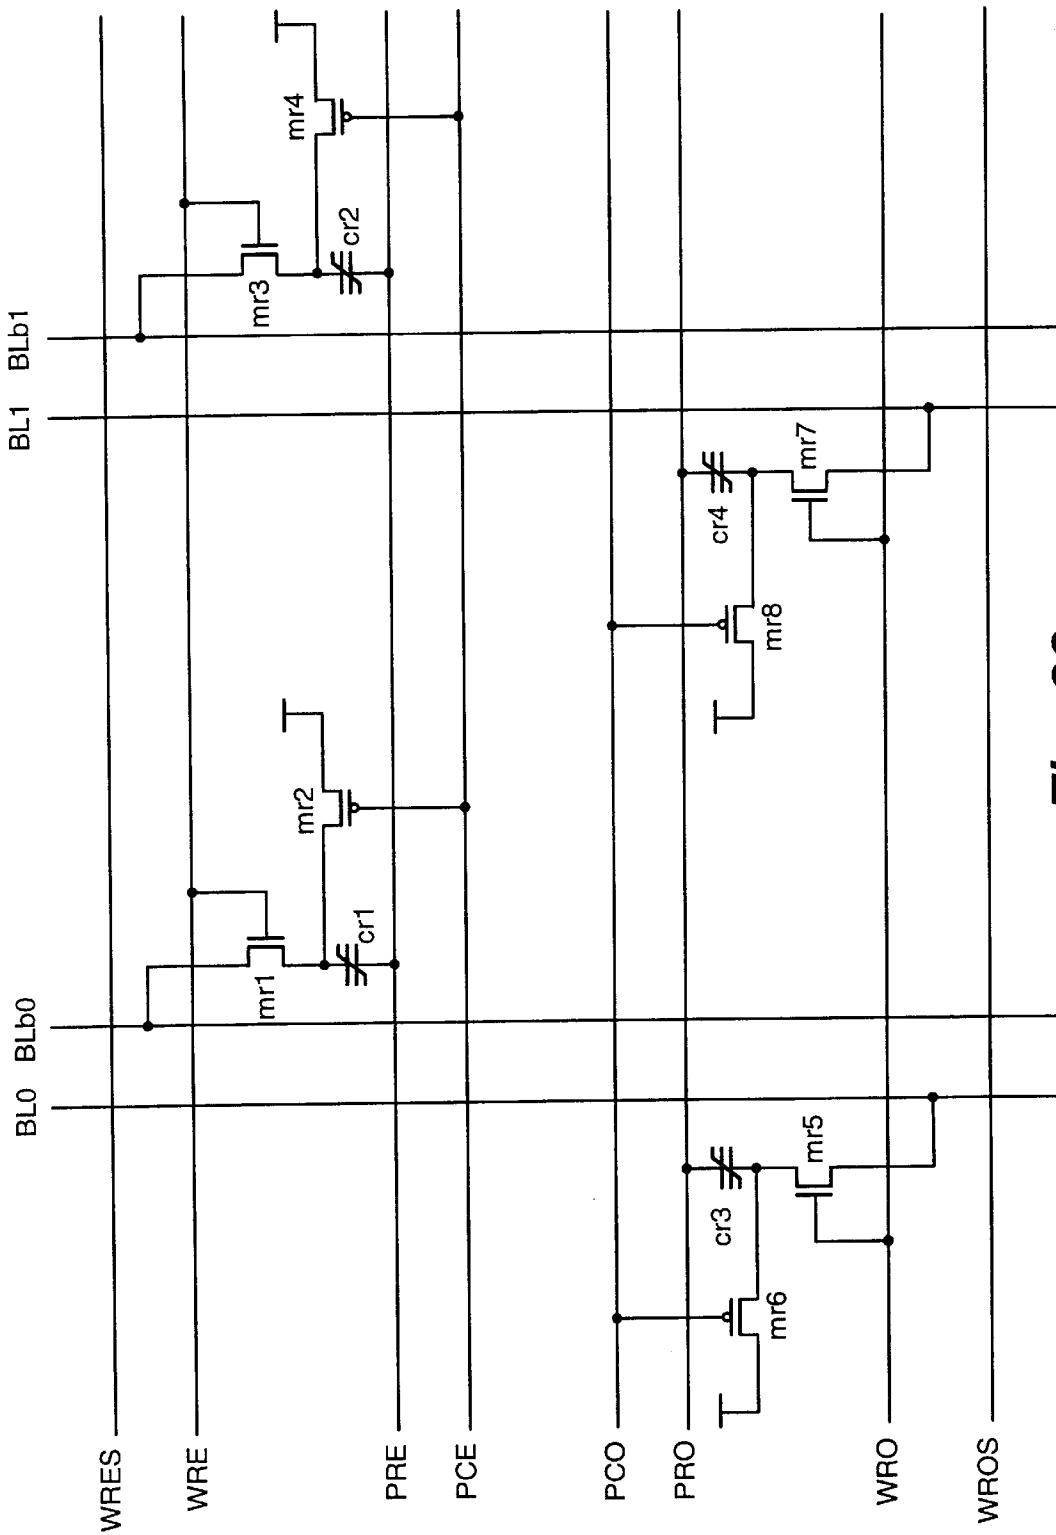 BL0 BLb0
BL1 BLb1
WRES
WRE
mr1
cr1
mr2
mr3
cr2
mr4
PRE
PCE
PCO
PRO
cr3
mr6
mr5
cr4
mr8
mr7
WRO
WROS